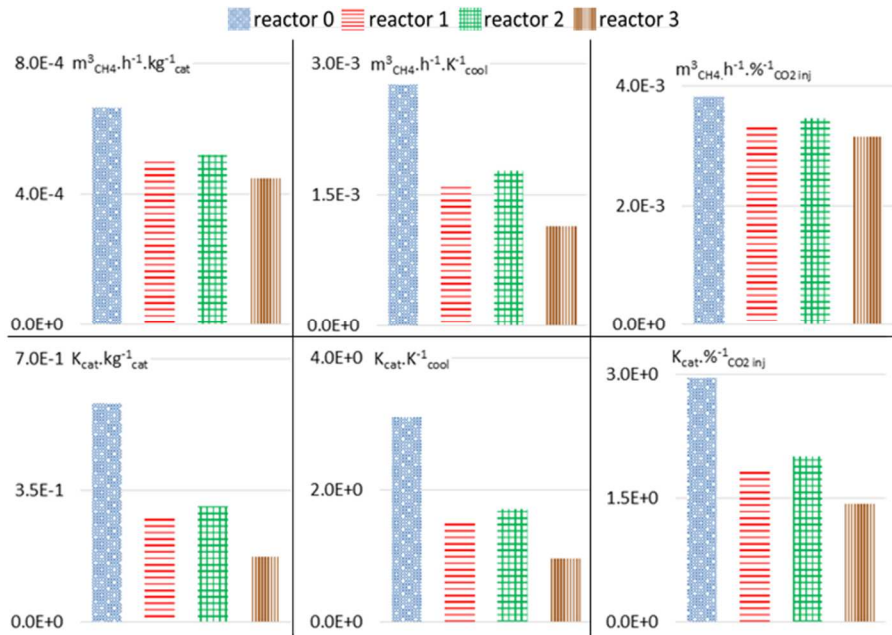 reactor 0 reactor 1 reactor 2 reactor 3
8.0E-4 m³CH4.h⁻¹.kg⁻¹cat
4.0E-4
0.0E+0
3.0E-3 m³CH4.h⁻¹.K⁻¹cool
1.5E-3
0.0E+0
m³CH4.h⁻¹.%⁻¹CO2 inj
4.0E-3
2.0E-3
0.0E+0
7.0E-1 Kcat.kg⁻¹cat
3.5E-1
0.0E+0
4.0E+0 Kcat.K⁻¹cool
2.0E+0
0.0E+0
Kcat.%⁻¹CO2 inj
3.0E+0
1.5E+0
0.0E+0